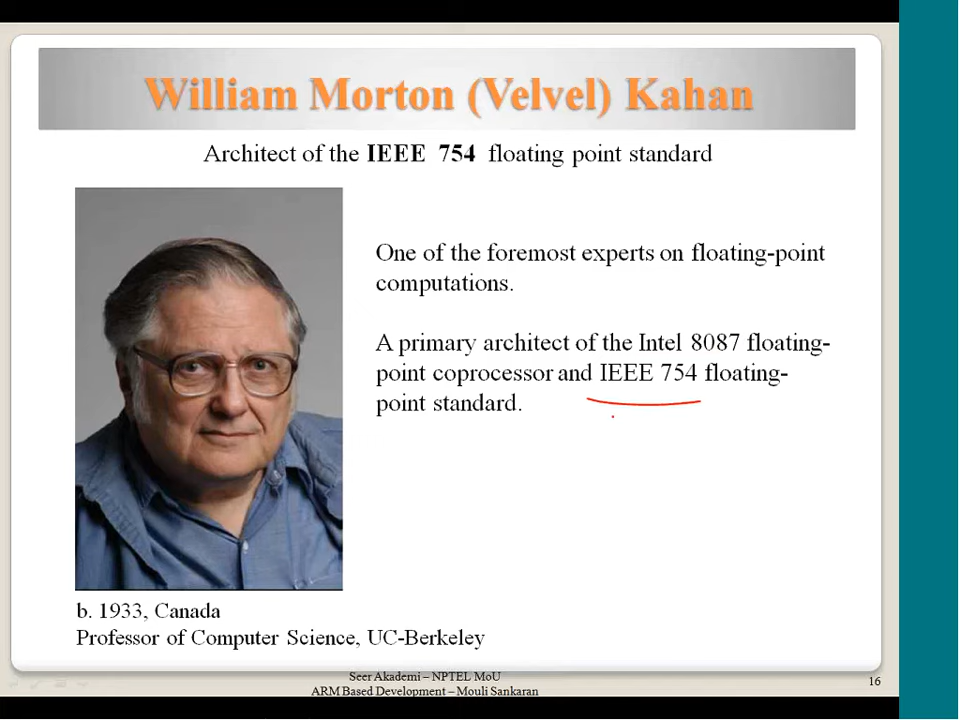 William Morton (Velvel) Kahan
Architect of the IEEE 754 floating point standard
One of the foremost experts on floating-point
computations.
A primary architect of the Intel 8087 floating-
point coprocessor and IEEE 754 floating-
point standard.
b. 1933, Canada
Professor of Computer Science, UC-Berkeley
Seer Akademi – NPTEL MoU
ARM Based Development – Mouli Sankaran
16